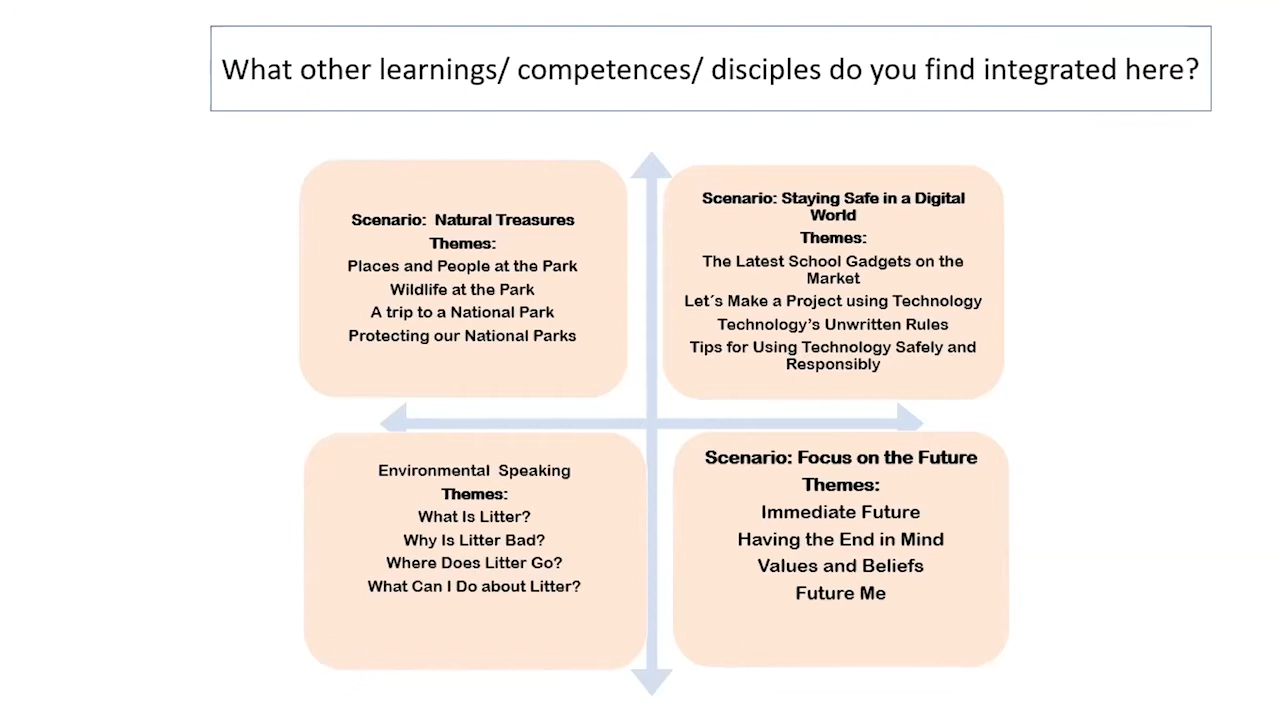 What other learnings/ competences/ disciples do you find integrated here?
Scenario: Natural Treasures
Themes:
Places and People at the Park
Wildlife at the Park
A trip to a National Park
Protecting our National Parks
Scenario: Staying Safe in a Digital
World
Themes:
The Latest School Gadgets on the
Market
Let´s Make a Project using Technology
Technology’s Unwritten Rules
Tips for Using Technology Safely and
Responsibly
Environmental Speaking
Themes:
What Is Litter?
Why Is Litter Bad?
Where Does Litter Go?
What Can I Do about Litter?
Scenario: Focus on the Future
Themes:
Immediate Future
Having the End in Mind
Values and Beliefs
Future Me